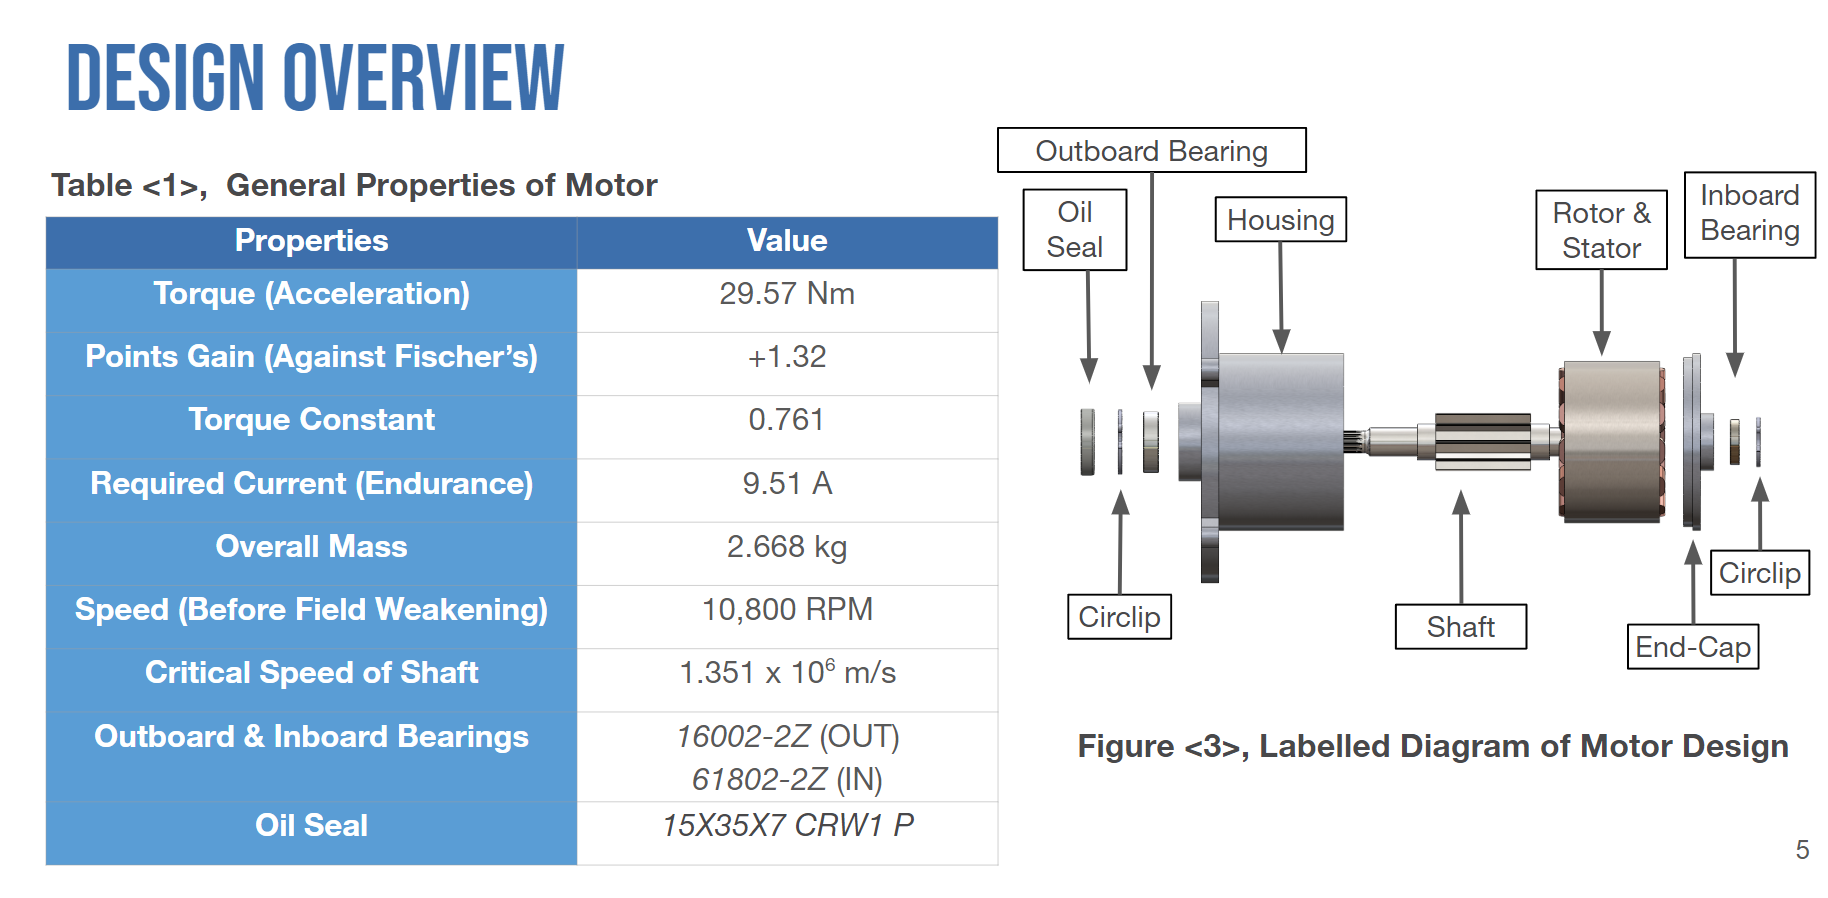 DESIGN OVERVIEW
Table <1>,  General Properties of Motor
Properties Value
Torque (Acceleration) 29.57 Nm
Points Gain (Against Fischer’s) +1.32
Torque Constant 0.761
Required Current (Endurance) 9.51 A
Overall Mass 2.668 kg
Speed (Before Field Weakening) 10,800 RPM
Critical Speed of Shaft 1.351 x 10⁶ m/s
Outboard & Inboard Bearings 16002-2Z (OUT)
61802-2Z (IN)
Oil Seal 15X35X7 CRW1 P
Outboard Bearing
Oil
Seal
Housing
Rotor &
Stator
Inboard
Bearing
Circlip
Shaft
End-Cap
Circlip
Figure <3>, Labelled Diagram of Motor Design
5